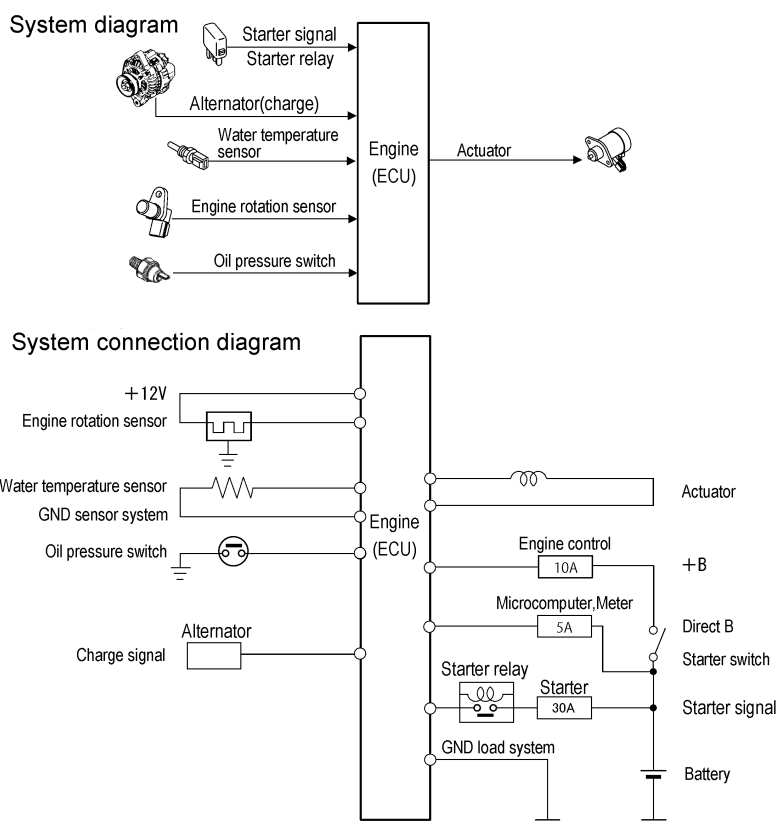 System diagram
Starter signal
Starter relay
Alternator(charge)
Water temperature
sensor
Engine
(ECU)
Actuator
Engine rotation sensor
Oil pressure switch
System connection diagram
+12V
Engine rotation sensor
Water temperature sensor
GND sensor system
Oil pressure switch
Alternator
Charge signal
Engine
(ECU)
Actuator
Engine control
10A
+B
Microcomputer,Meter
5A
Direct B
Starter switch
Starter relay
Starter
30A
Starter signal
GND load system
Battery